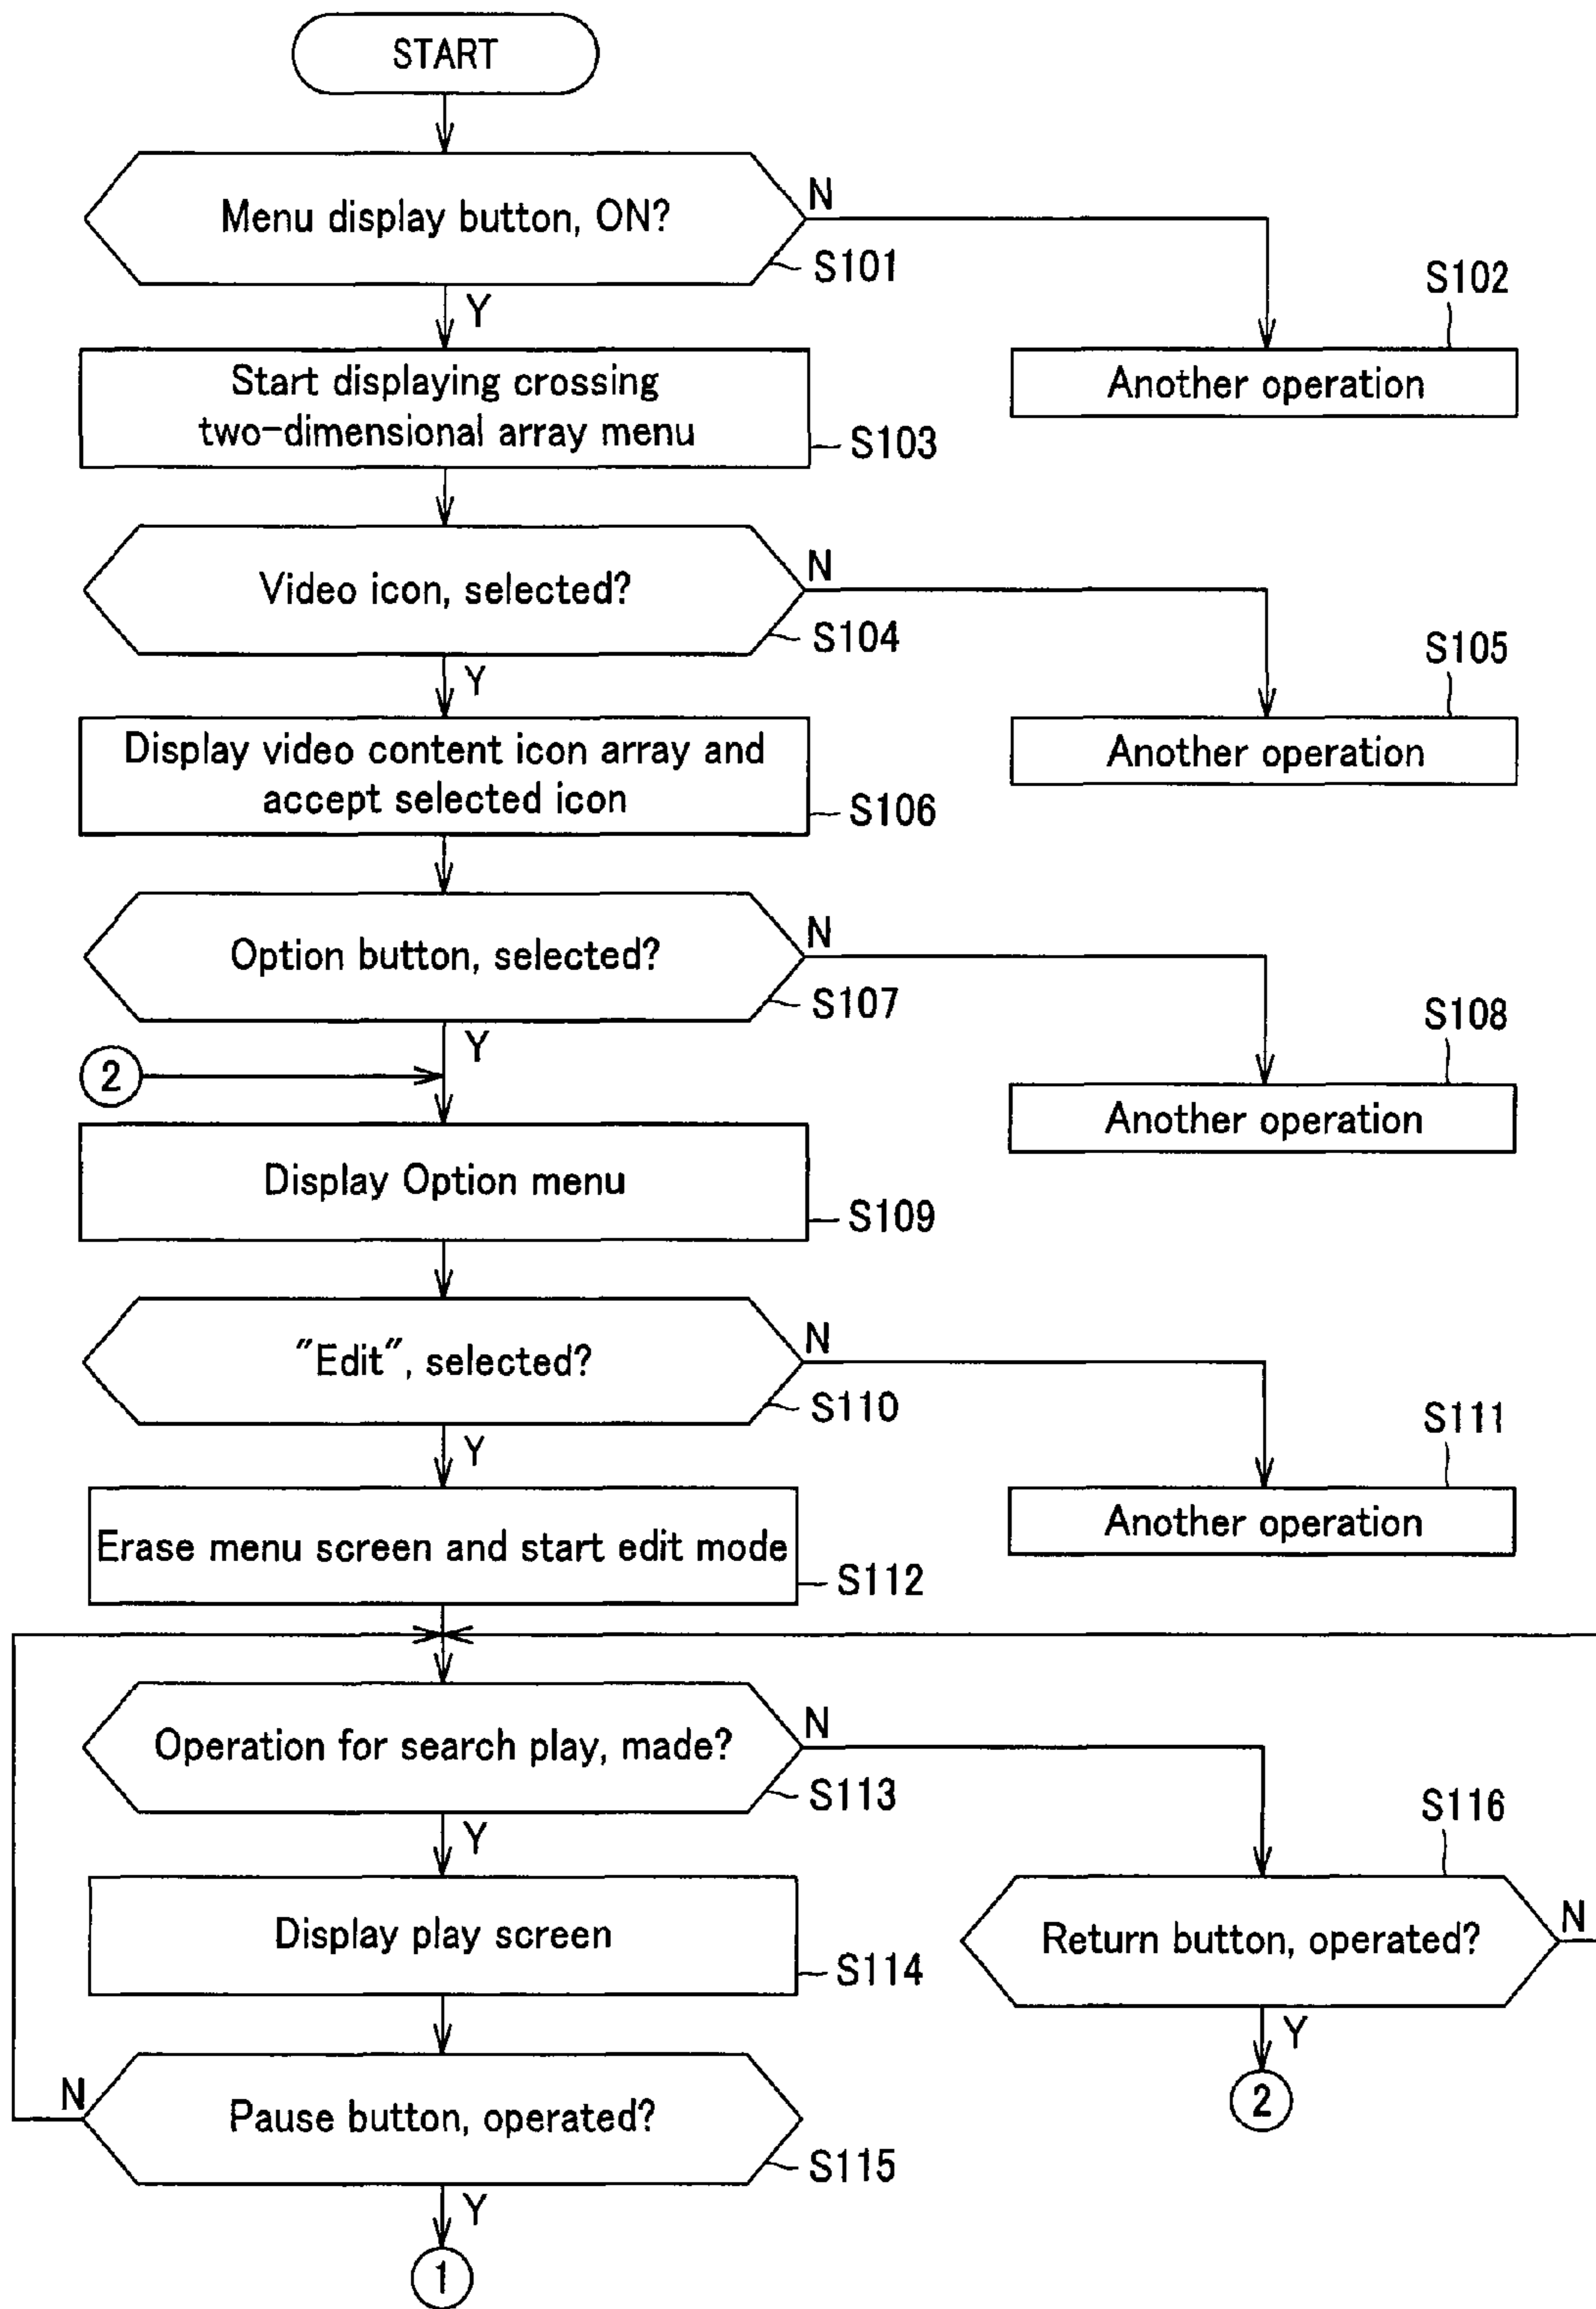 START
Menu display button, ON?
N
S101
Y
S102
Another operation
Start displaying crossing
two-dimensional array menu
S103
Video icon, selected?
N
S104
Y
S105
Another operation
Display video content icon array and
accept selected icon
S106
Option button, selected?
N
S107
Y
S108
Another operation
2
Display Option menu
S109
"Edit", selected?
N
S110
Y
S111
Another operation
Erase menu screen and start edit mode
S112
Operation for search play, made?
N
S113
Y
S116
Return button, operated?
N
Y
2
Display play screen
S114
N
Pause button, operated?
S115
Y
1